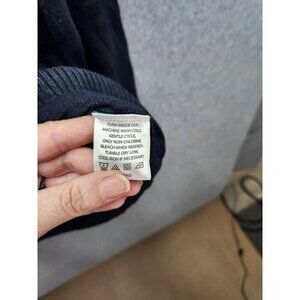 TURN INSIDE OUT
MACHINE WASH COLD,
GENTLE CYCLE,
ONLY NON-CHLORINE
BLEACH WHEN NEEDED,
TUMBLE DRY LOW.
COOL IRON IF NECESSARY